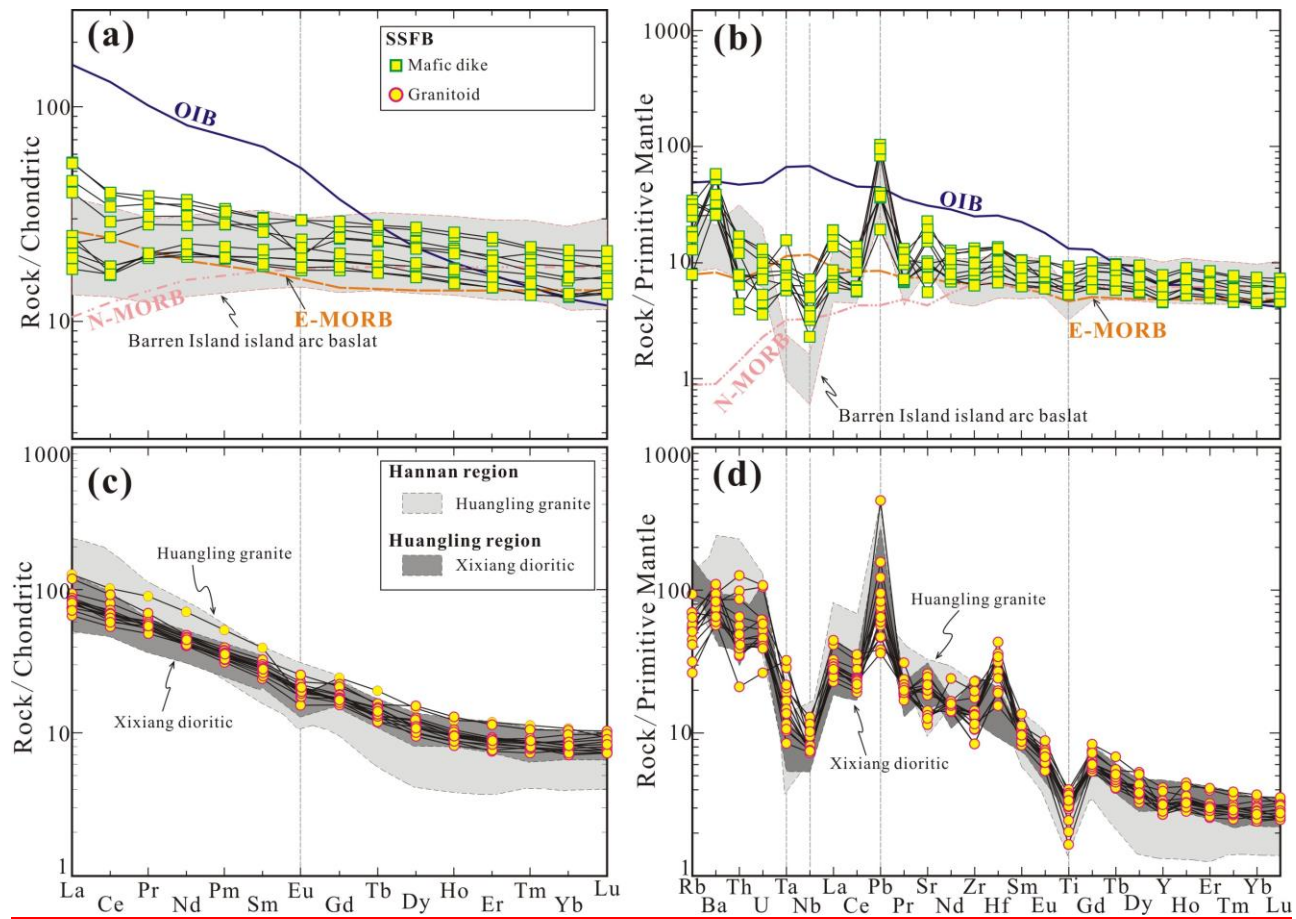 (a)
SSFB
Mafic dike
Granitoid
OIB
N-MORB
E-MORB
Barren Island island arc baslat
Rock/ Chondritc
100
10
(b)
OIB
N-MORB
E-MORB
Barren Island island arc baslat
Rock/Primitive Mantle
1000
100
10
1
(c)
Hannan region
Huangling granite
Huangling region
Xixiang dioritic
Huangling granite
Xixiang dioritic
Rock/ Chondritc
1000
100
10
1
La Ce Pr Nd Pm Sm Eu Gd Tb Dy Ho Er Tm Yb Lu
(d)
Huangling granite
Xixiang dioritic
Rock/Primitive Mantle
1000
100
10
1
Rb Ba Th U Ta Nb La Ce Pb Pr Sr Nd Zr Hf Sm Eu Ti Gd Tb Dy Y Ho Er Tm Yb Lu